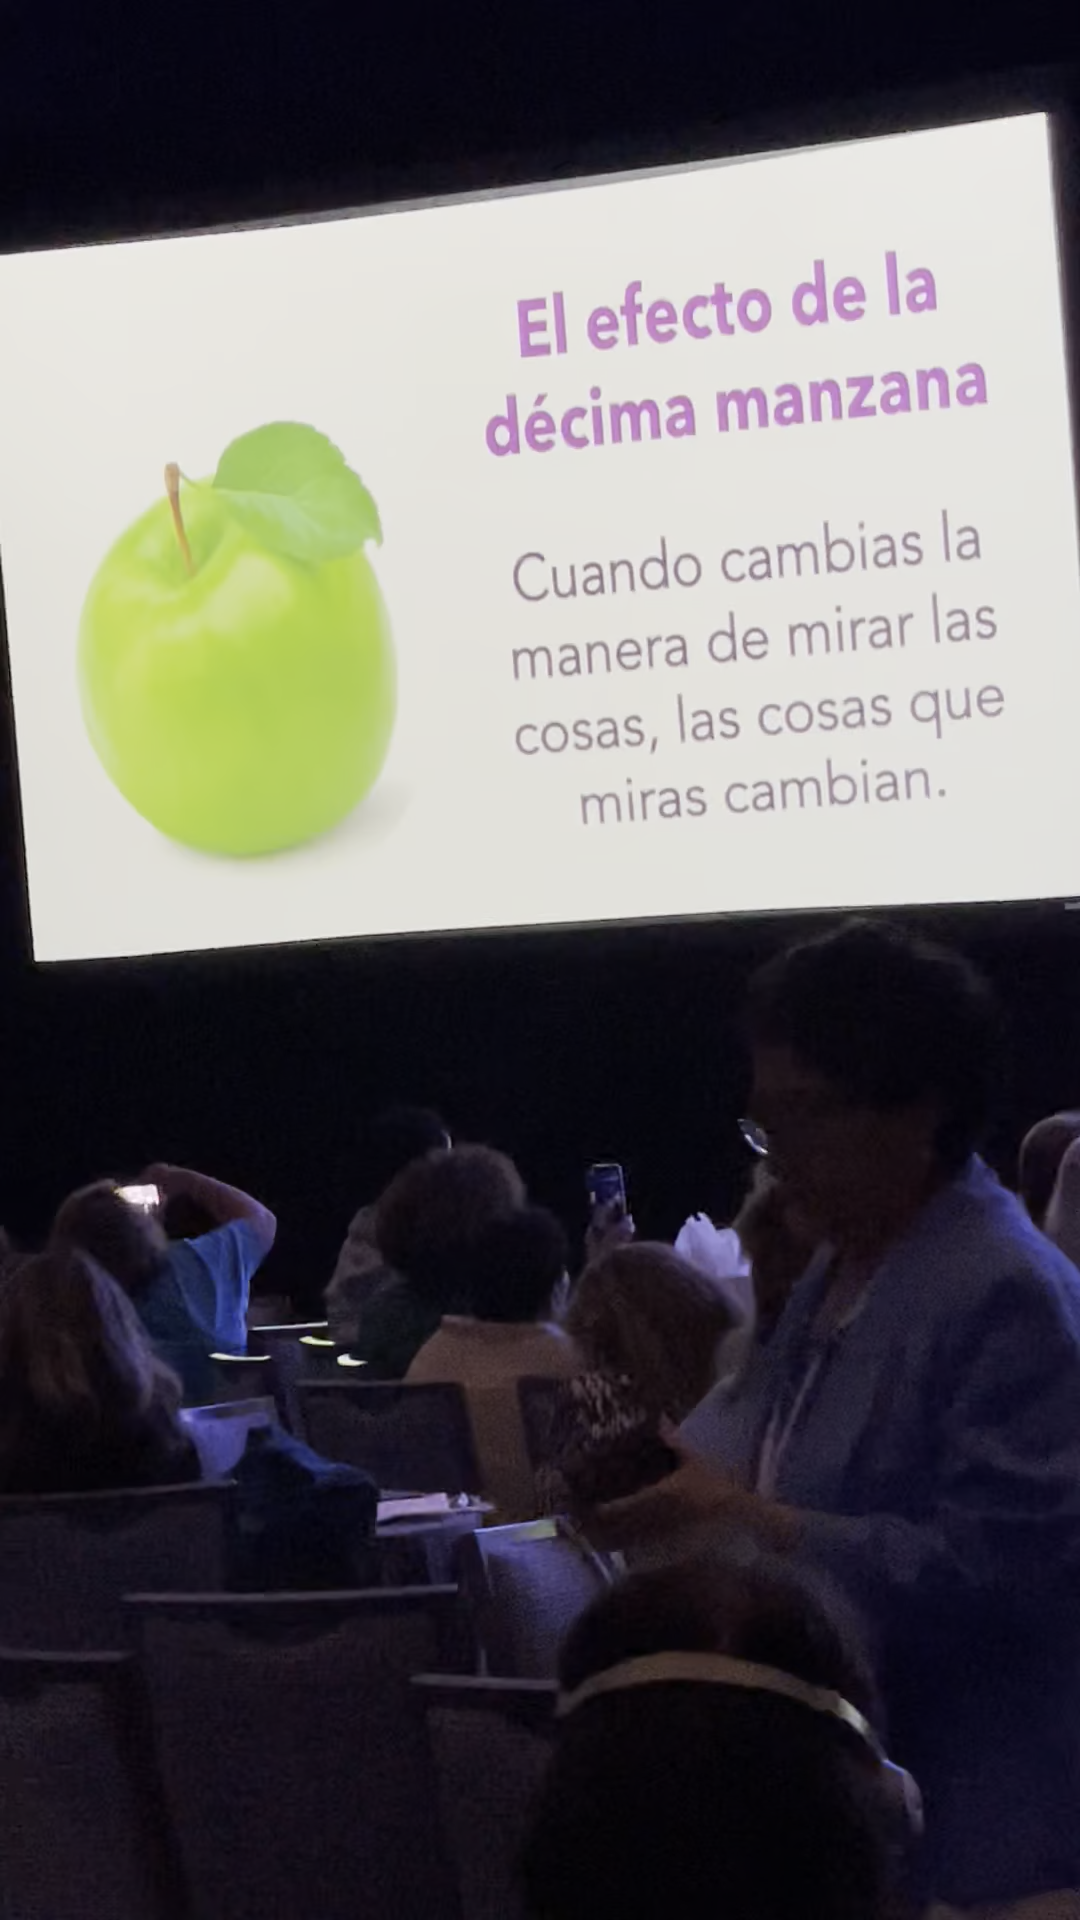 El efecto de la
décima manzana
Cuando cambias la
manera de mirar las
cosas, las cosas que
miras cambian.